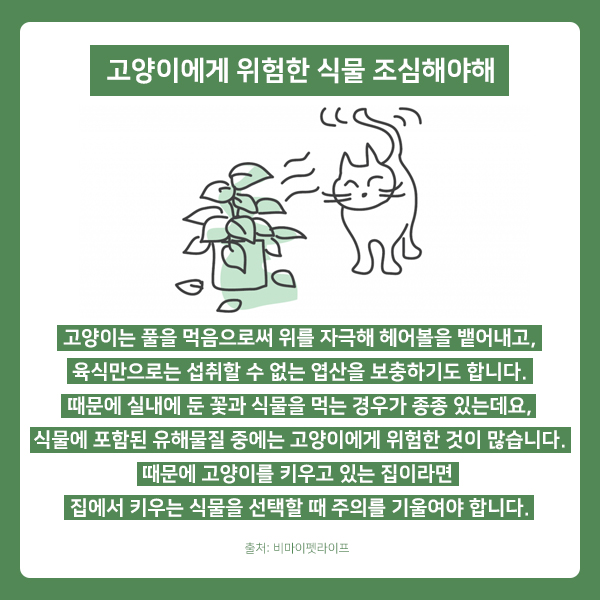 고양이에게 위험한 식물 조심해야해
고양이는 풀을 먹음으로써 위를 자극해 헤어볼을 뱉어내고,
육식만으로는 섭취할 수 없는 엽산을 보충하기도 합니다.
때문에 실내에 둔 꽃과 식물을 먹는 경우가 종종 있는데요,
식물에 포함된 유해물질 중에는 고양이에게 위험한 것이 많습니다.
때문에 고양이를 키우고 있는 집이라면
집에서 키우는 식물을 선택할 때 주의를 기울여야 합니다.
출처: 비마이펫라이프